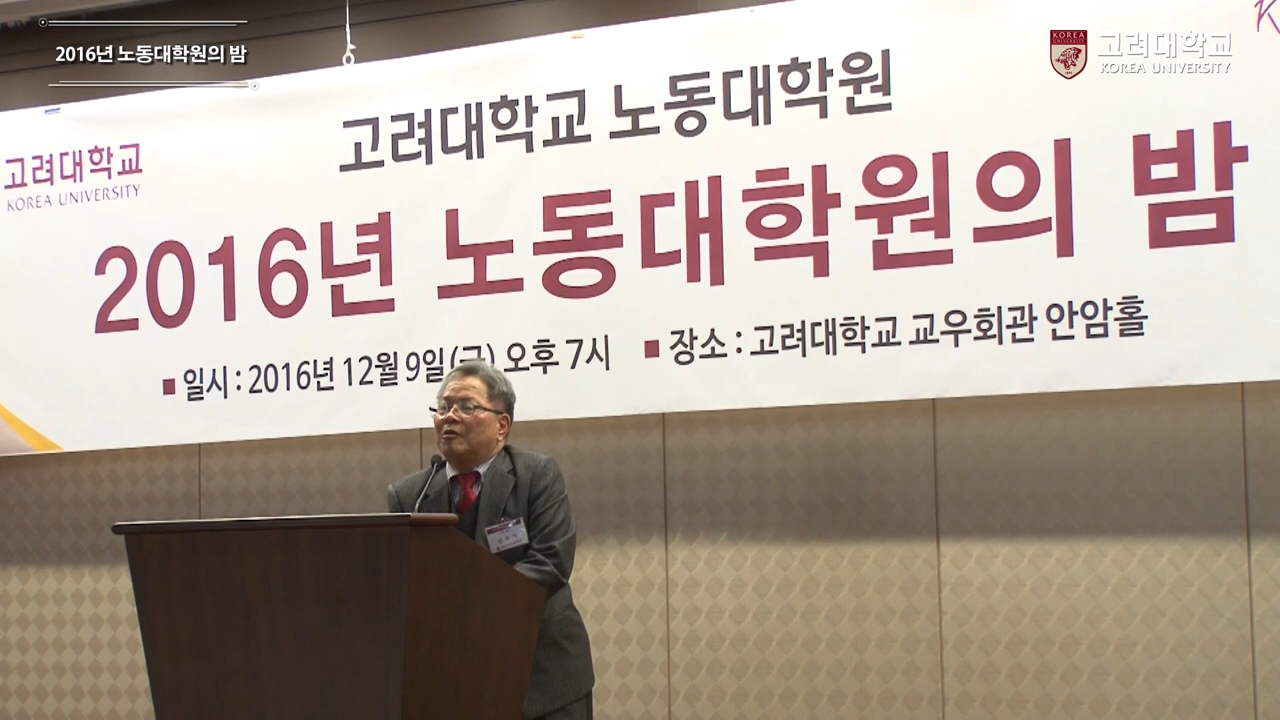 2016년 노동대학원의 밤
KOREA
UNIVERSITY
고려대학교
KOREA UNIVERSITY
고려대학교 노동대학원
고려대학교
KOREA UNIVERSITY
2016년 노동대학원의 밤
■ 일시 : 2016년 12월 9일(금) 오후 7시 ■ 장소 : 고려대학교 교우회관 안암홀